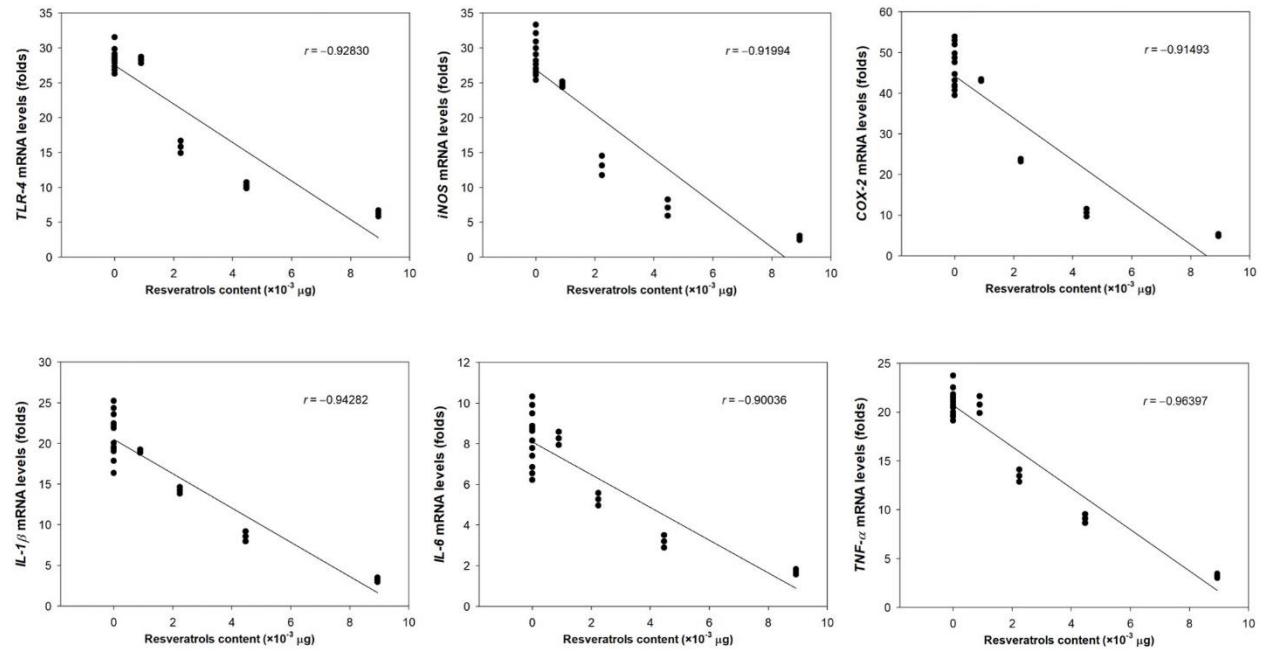 35
30
25
20
15
10
5
0
TLR-4 mRNA levels (folds)
r = −0.92830
0 2 4 6 8 10
Resveratrols content (×10⁻³ μg)
35
30
25
20
15
10
5
0
iNOS mRNA levels (folds)
r = −0.91994
0 2 4 6 8 10
Resveratrols content (×10⁻³ μg)
60
50
40
30
20
10
0
COX-2 mRNA levels (folds)
r = −0.91493
0 2 4 6 8 10
Resveratrols content (×10⁻³ μg)
30
25
20
15
10
5
0
IL-1β mRNA levels (folds)
r = −0.94282
0 2 4 6 8 10
Resveratrols content (×10⁻³ μg)
12
10
8
6
4
2
0
IL-6 mRNA levels (folds)
r = −0.90036
0 2 4 6 8 10
Resveratrols content (×10⁻³ μg)
25
20
15
10
5
0
TNF-α mRNA levels (folds)
r = −0.96397
0 2 4 6 8 10
Resveratrols content (×10⁻³ μg)